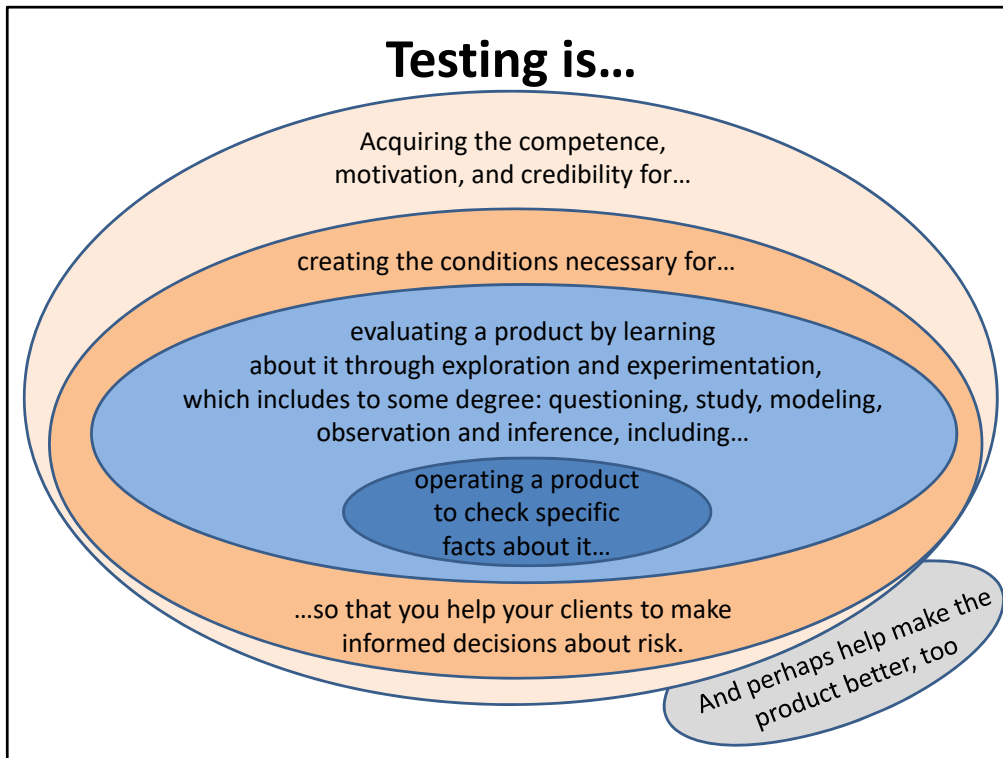 Testing is…
Acquiring the competence,
motivation, and credibility for…
creating the conditions necessary for…
evaluating a product by learning
about it through exploration and experimentation,
which includes to some degree: questioning, study, modeling,
observation and inference, including…
operating a product
to check specific
facts about it…
…so that you help your clients to make
informed decisions about risk.
And perhaps help make the
product better, too